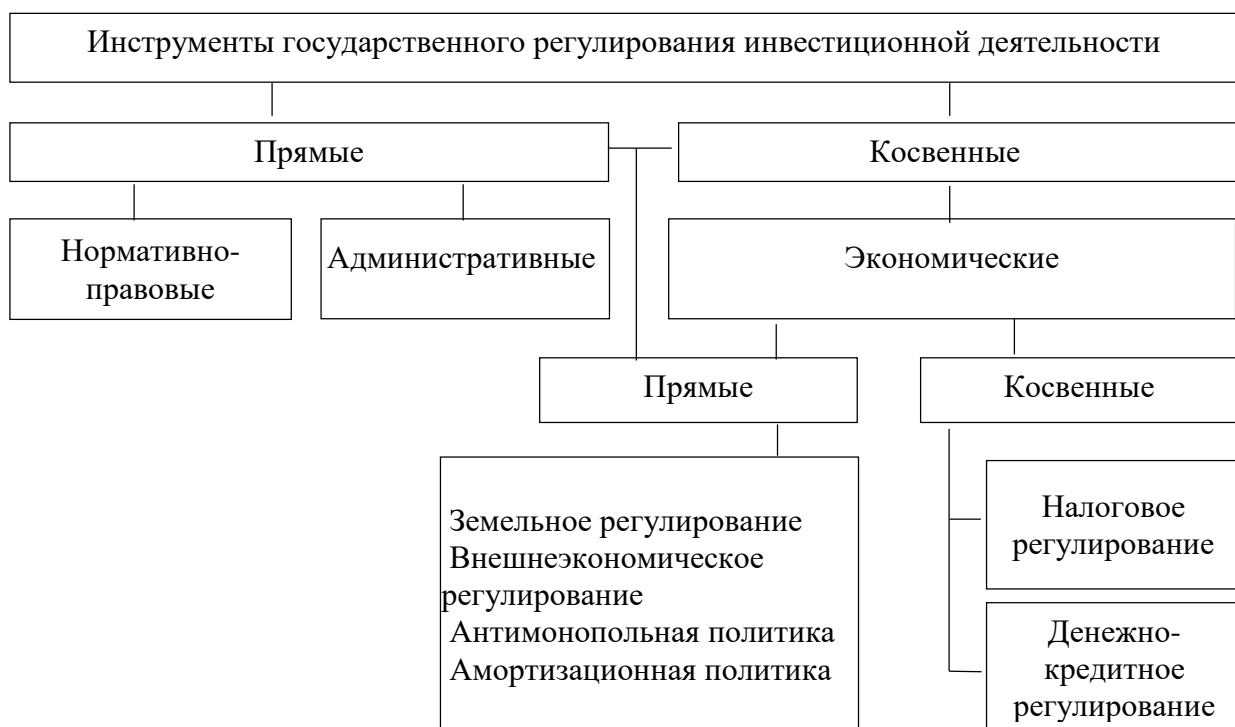 Инструменты государственного регулирования инвестиционной деятельности
Прямые
Косвенные
Нормативно-
правовые
Административные
Экономические
Прямые
Косвенные
Земельное регулирование
Внешнеэкономическое
регулирование
Антимонопольная политика
Амортизационная политика
Налоговое
регулирование
Денежно-
кредитное
регулирование